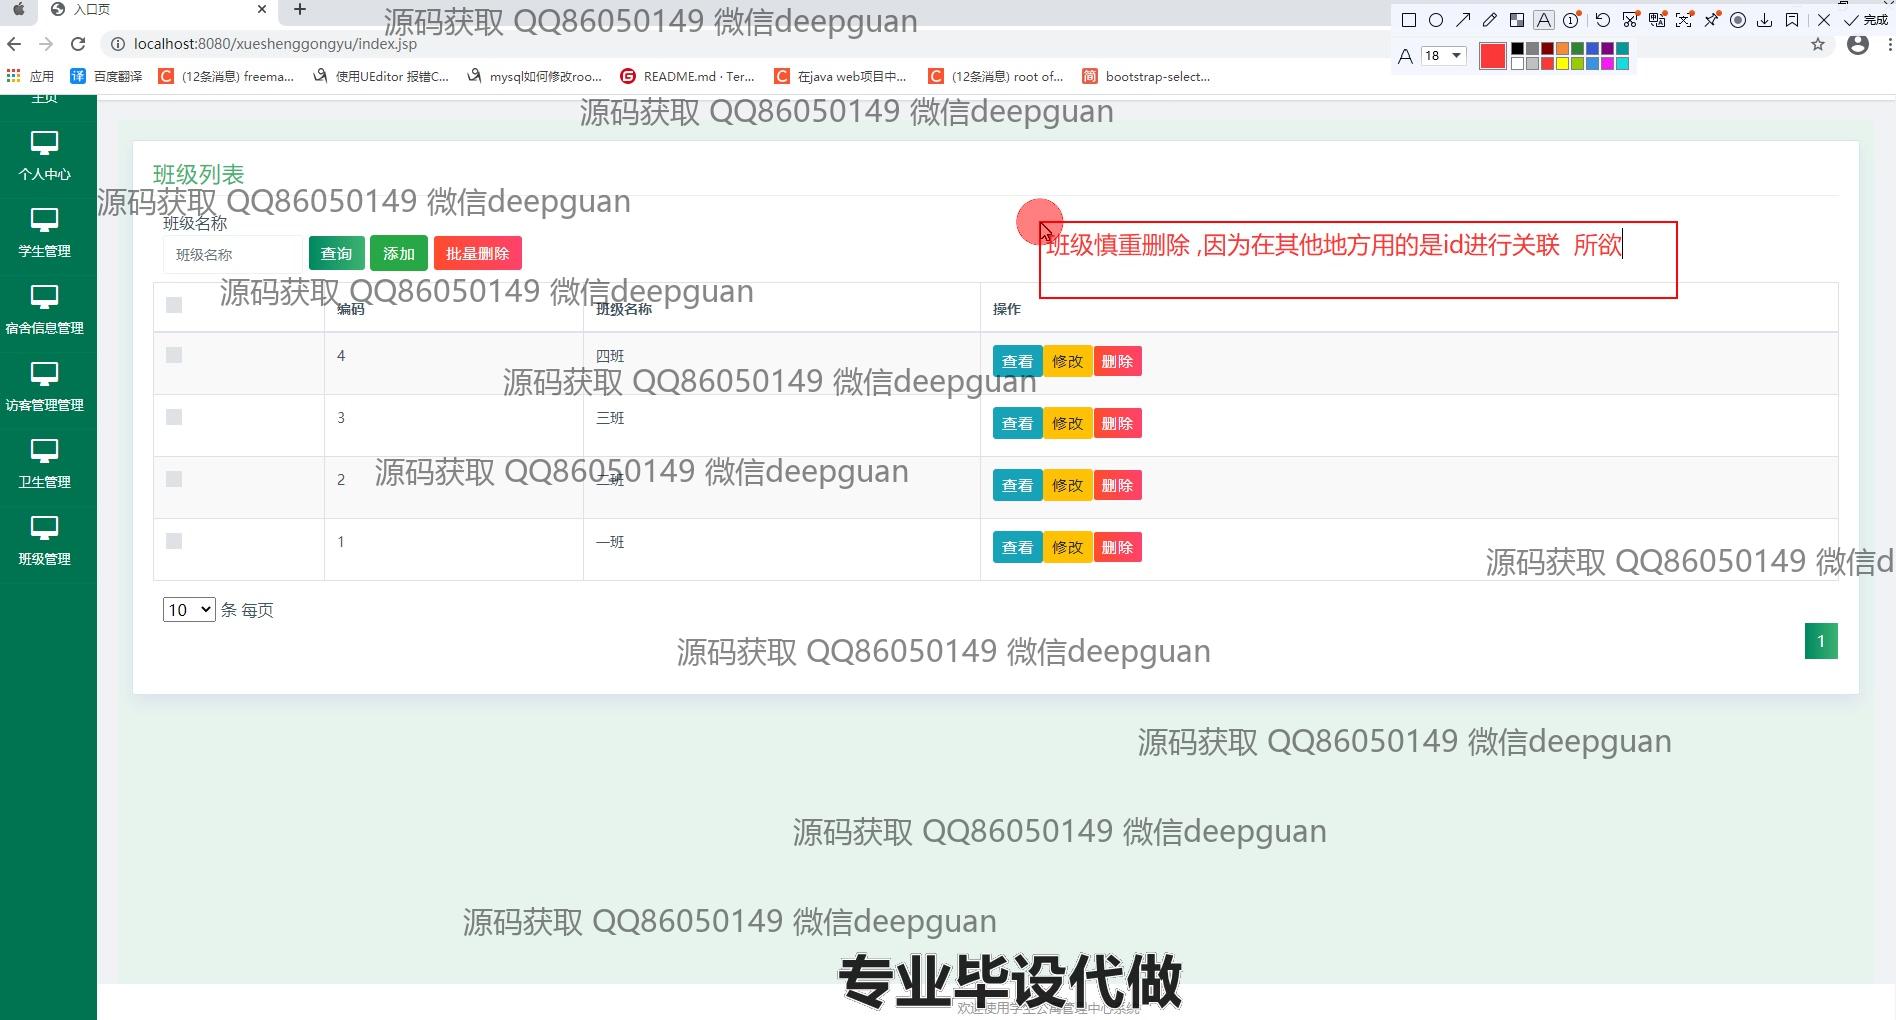 入口页
源码获取 QQ86050149 微信deepguan
完成
localhost:8080/xueshenggongyu/index.jsp
A 18
应用 百度翻译 (12条消息) freema... 使用UEditor 报错C... mysql如何修改roo... README.md · Ter... 在java web项目中... (12条消息) root of... bootstrap-select...
主页
源码获取 QQ86050149 微信deepguan
个人中心
班级列表
源码获取 QQ86050149 微信deepguan
班级名称
班级慎重删除 ,因为在其他地方用的是id进行关联 所欲
学生管理
班级名称 查询 添加 批量删除
源码获取 QQ86050149 微信deepguan
编码 班级名称 操作
宿舍信息管理
4 四班 查看 修改 删除
源码获取 QQ86050149 微信deepguan
访客管理管理
3 三班 查看 修改 删除
源码获取 QQ86050149 微信deepguan
2 二班 查看 修改 删除
卫生管理
1 一班 查看 修改 删除
班级管理
源码获取 QQ86050149 微信d
10 条 每页
1
源码获取 QQ86050149 微信deepguan
源码获取 QQ86050149 微信deepguan
源码获取 QQ86050149 微信deepguan
源码获取 QQ86050149 微信deepguan
专业毕设代做
欢迎使用学生公寓管理中心系统